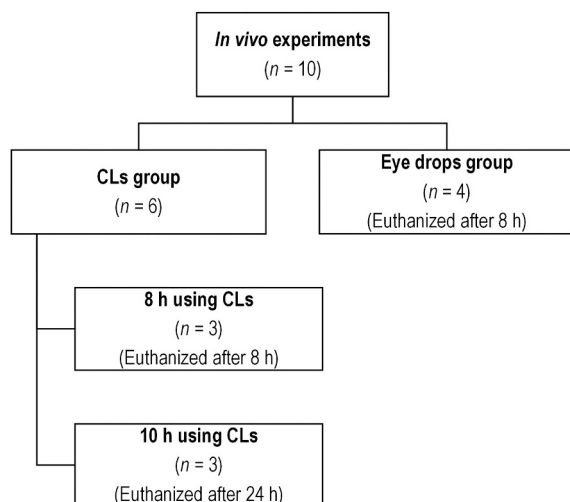 In vivo experiments
(n = 10)
CLs group
(n = 6)
Eye drops group
(n = 4)
(Euthanized after 8 h)
8 h using CLs
(n = 3)
(Euthanized after 8 h)
10 h using CLs
(n = 3)
(Euthanized after 24 h)